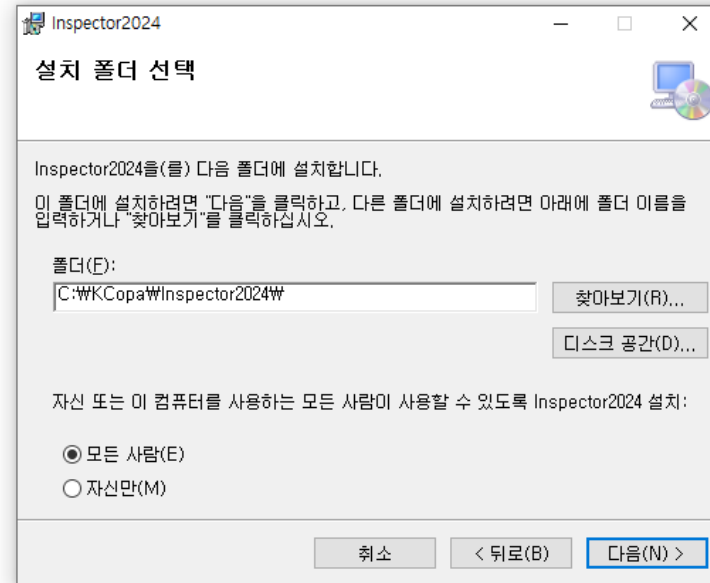 Inspector2024
설치 폴더 선택
Inspector2024을(를) 다음 폴더에 설치합니다.
이 폴더에 설치하려면 "다음"을 클릭하고, 다른 폴더에 설치하려면 아래에 폴더 이름을
입력하거나 "찾아보기"를 클릭하십시오.
폴더(F):
C:₩KCopa₩Inspector2024₩
찾아보기(R)...
디스크 공간(D)...
자신 또는 이 컴퓨터를 사용하는 모든 사람이 사용할 수 있도록 Inspector2024 설치:
모든 사람(E)
자신만(M)
취소
< 뒤로(B)
다음(N) >